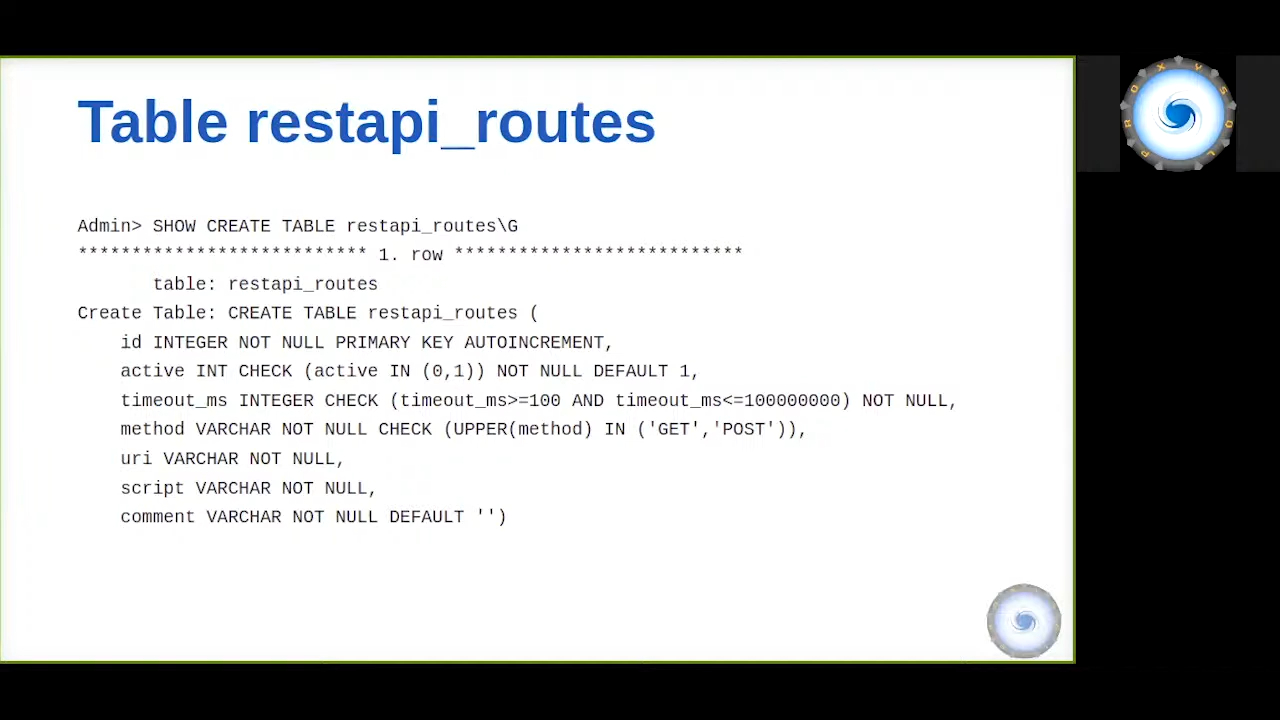 Table restapi_routes
Admin> SHOW CREATE TABLE restapi_routes\G
*************************** 1. row ***************************
table: restapi_routes
Create Table: CREATE TABLE restapi_routes (
id INTEGER NOT NULL PRIMARY KEY AUTOINCREMENT,
active INT CHECK (active IN (0,1)) NOT NULL DEFAULT 1,
timeout_ms INTEGER CHECK (timeout_ms>=100 AND timeout_ms<=100000000) NOT NULL,
method VARCHAR NOT NULL CHECK (UPPER(method) IN ('GET','POST')),
uri VARCHAR NOT NULL,
script VARCHAR NOT NULL,
comment VARCHAR NOT NULL DEFAULT '')
PROXYSQL